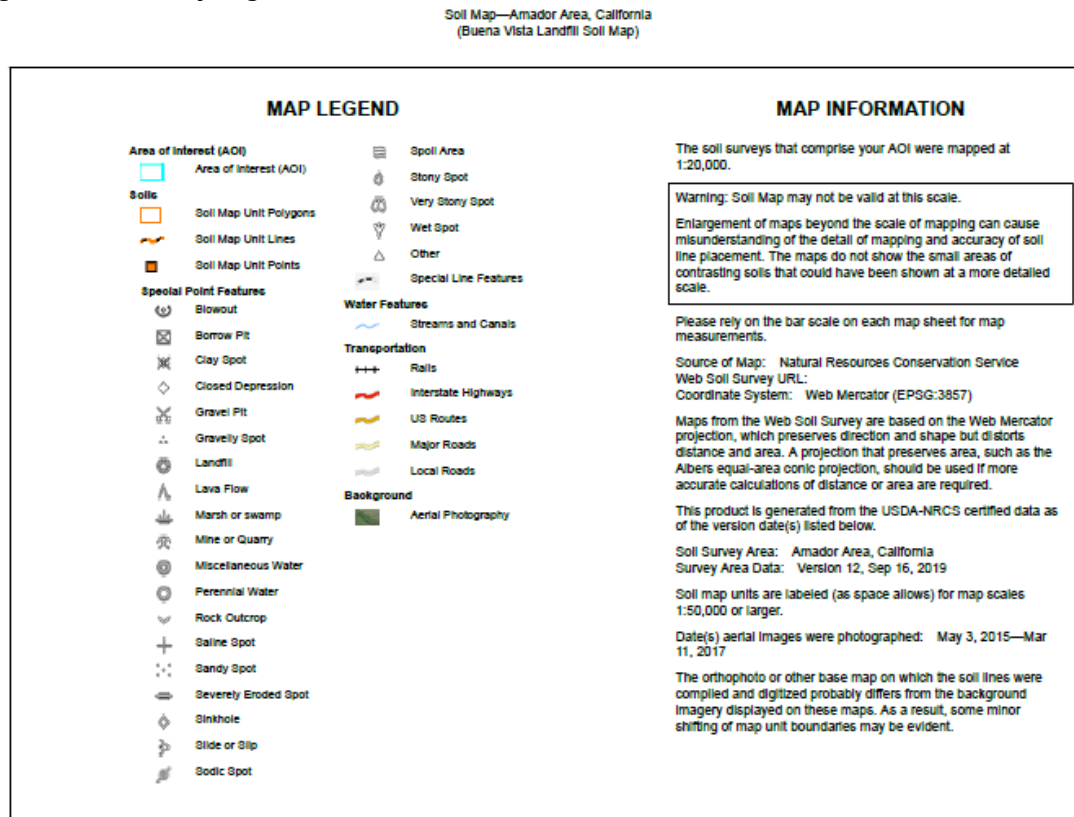 Soil Map—Amador Area, California
(Buena Vista Landfill Soil Map)
MAP LEGEND
Area of Interest (AOI)
Area of Interest (AOI)
Soils
Soil Map Unit Polygons
Soil Map Unit Lines
Soil Map Unit Points
Special Point Features
Blowout
Borrow Pit
Clay Spot
Closed Depression
Gravel Pit
Gravelly Spot
Landfill
Lava Flow
Marsh or swamp
Mine or Quarry
Miscellaneous Water
Perennial Water
Rock Outcrop
Saline Spot
Sandy Spot
Severely Eroded Spot
Sinkhole
Slide or Slip
Sodic Spot
Spoil Area
Stony Spot
Very Stony Spot
Wet Spot
Other
Special Line Features
Water Features
Streams and Canals
Transportation
Rails
Interstate Highways
US Routes
Major Roads
Local Roads
Background
Aerial Photography
MAP INFORMATION
The soil surveys that comprise your AOI were mapped at
1:20,000.
Warning: Soil Map may not be valid at this scale.
Enlargement of maps beyond the scale of mapping can cause
misunderstanding of the detail of mapping and accuracy of soil
line placement. The maps do not show the small areas of
contrasting soils that could have been shown at a more detailed
scale.
Please rely on the bar scale on each map sheet for map
measurements.
Source of Map: Natural Resources Conservation Service
Web Soil Survey URL:
Coordinate System: Web Mercator (EPSG:3857)
Maps from the Web Soil Survey are based on the Web Mercator
projection, which preserves direction and shape but distorts
distance and area. A projection that preserves area, such as the
Albers equal-area conic projection, should be used if more
accurate calculations of distance or area are required.
This product is generated from the USDA-NRCS certified data as
of the version date(s) listed below.
Soil Survey Area: Amador Area, California
Survey Area Data: Version 12, Sep 16, 2019
Soil map units are labeled (as space allows) for map scales
1:50,000 or larger.
Date(s) aerial images were photographed: May 3, 2015—Mar
11, 2017
The orthophoto or other base map on which the soil lines were
compiled and digitized probably differs from the background
imagery displayed on these maps. As a result, some minor
shifting of map unit boundaries may be evident.